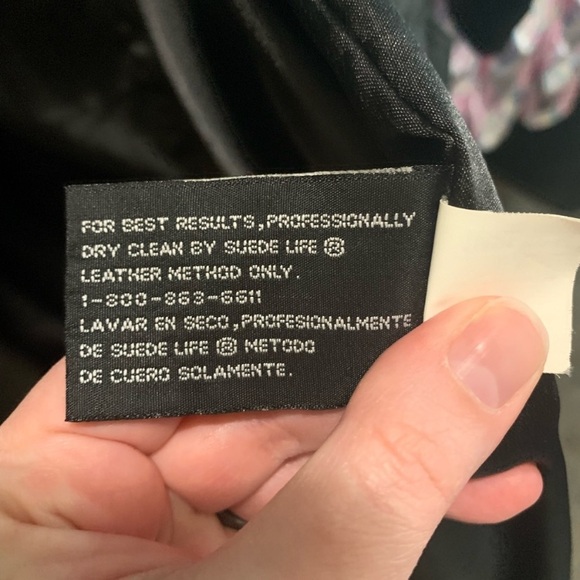 FOR BEST RESULTS,PROFESSIONALLY
DRY CLEAN BY SUEDE LIFE ®
LEATHER METHOD ONLY.
1-800-863-6611
LAVAR EN SECO,PROFESIONALMENTE
DE SUEDE LIFE ® METODO
DE CUERO SOLAMENTE.